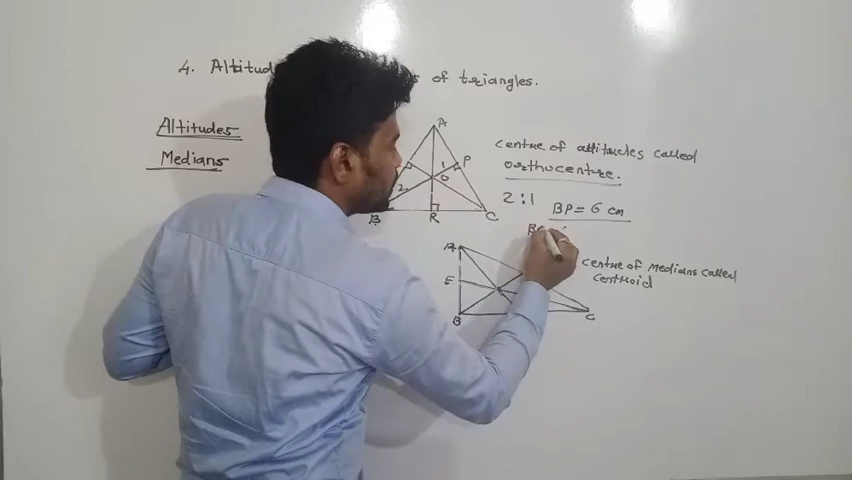 4. Altitud s of triangles.
Altitudes
Medians
A
P
1
O
2
B
R
C
centre of altitudes called
orthocentre.
2:1
BP = 6 cm
A
E
B
C
centre of Medians called
centroid